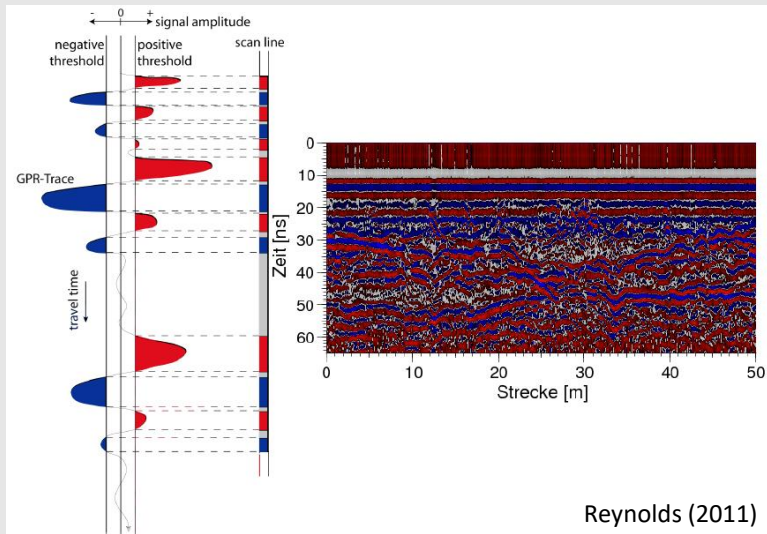 - 0 +
signal amplitude
negative
threshold
positive
threshold
scan line
GPR-Trace
travel time
0
10
20
30
40
50
60
Zeit [ns]
0 10 20 30 40 50
Strecke [m]
Reynolds (2011)